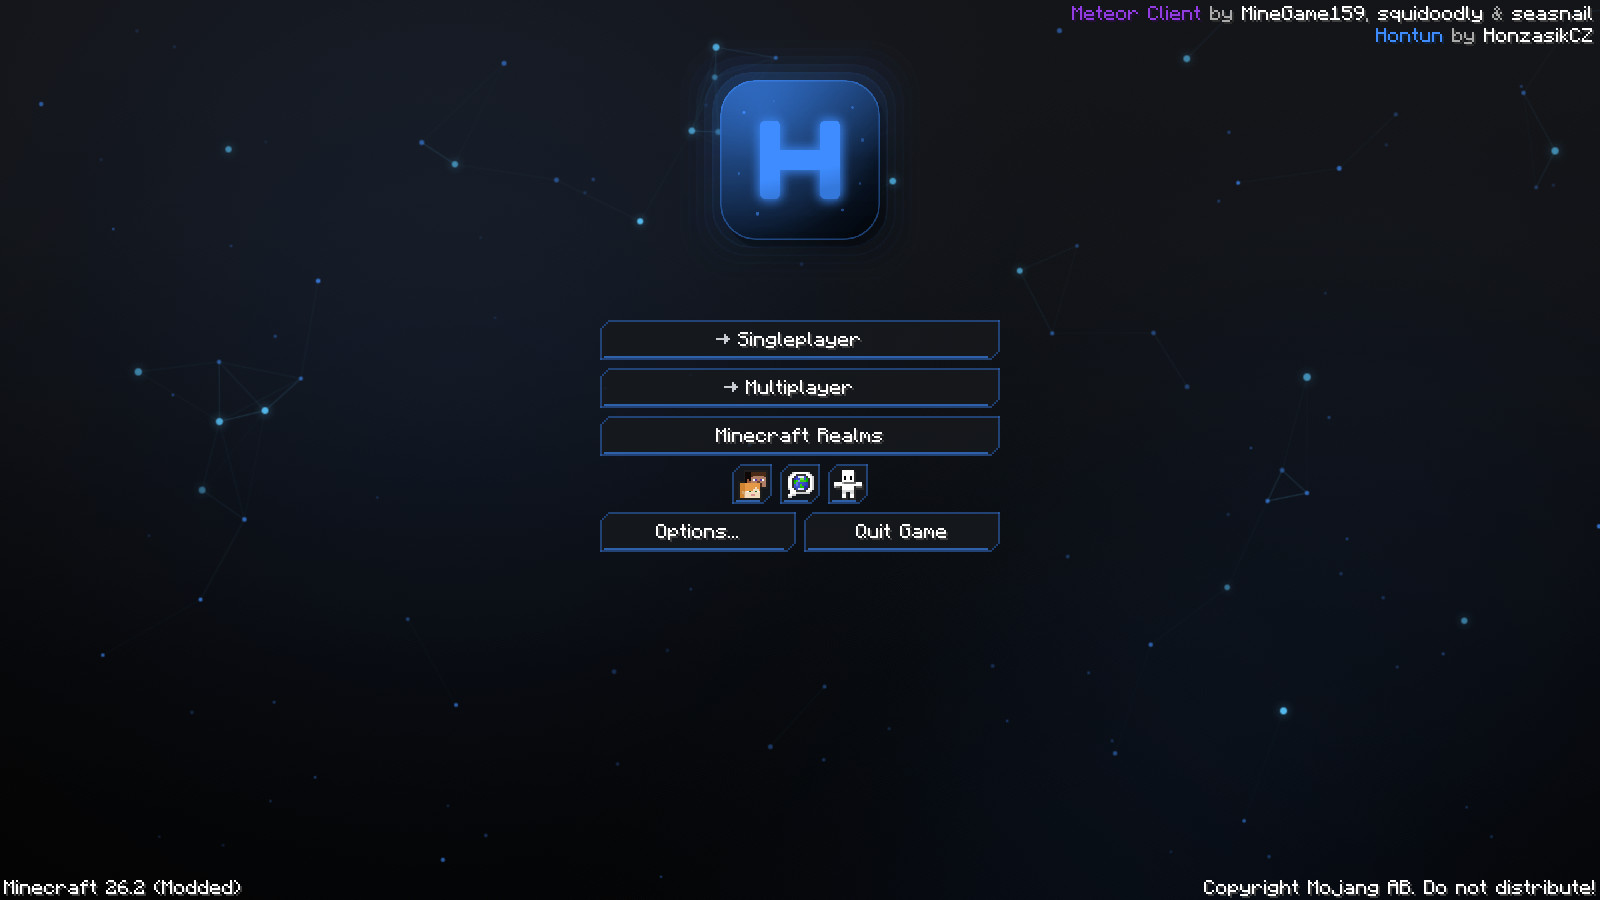 Meteor Client by MineGame159, squidoodly & seasnail
Hontun by HonzasikCZ
H
→ Singleplayer
→ Multiplayer
Minecraft Realms
Options...
Quit Game
Minecraft 26.2 (Modded)
Copyright Mojang AB. Do not distribute!